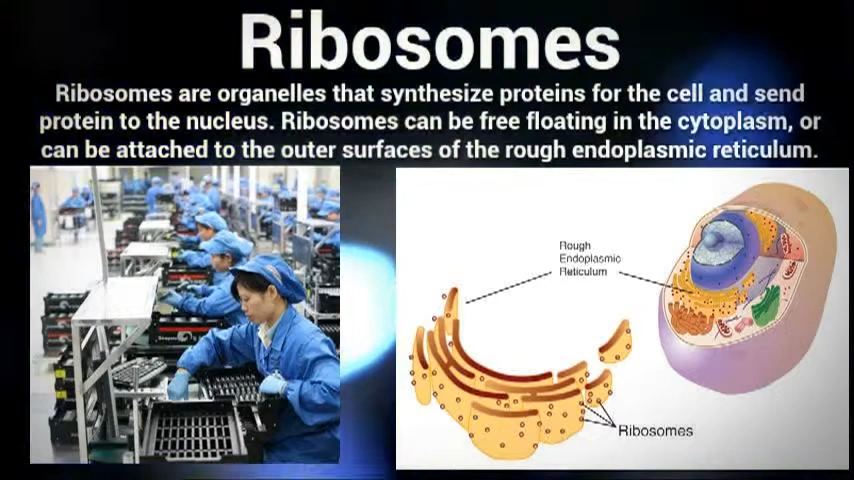 Ribosomes
Ribosomes are organelles that synthesize proteins for the cell and send
protein to the nucleus. Ribosomes can be free floating in the cytoplasm, or
can be attached to the outer surfaces of the rough endoplasmic reticulum.
Rough
Endoplasmic
Reticulum
Ribosomes